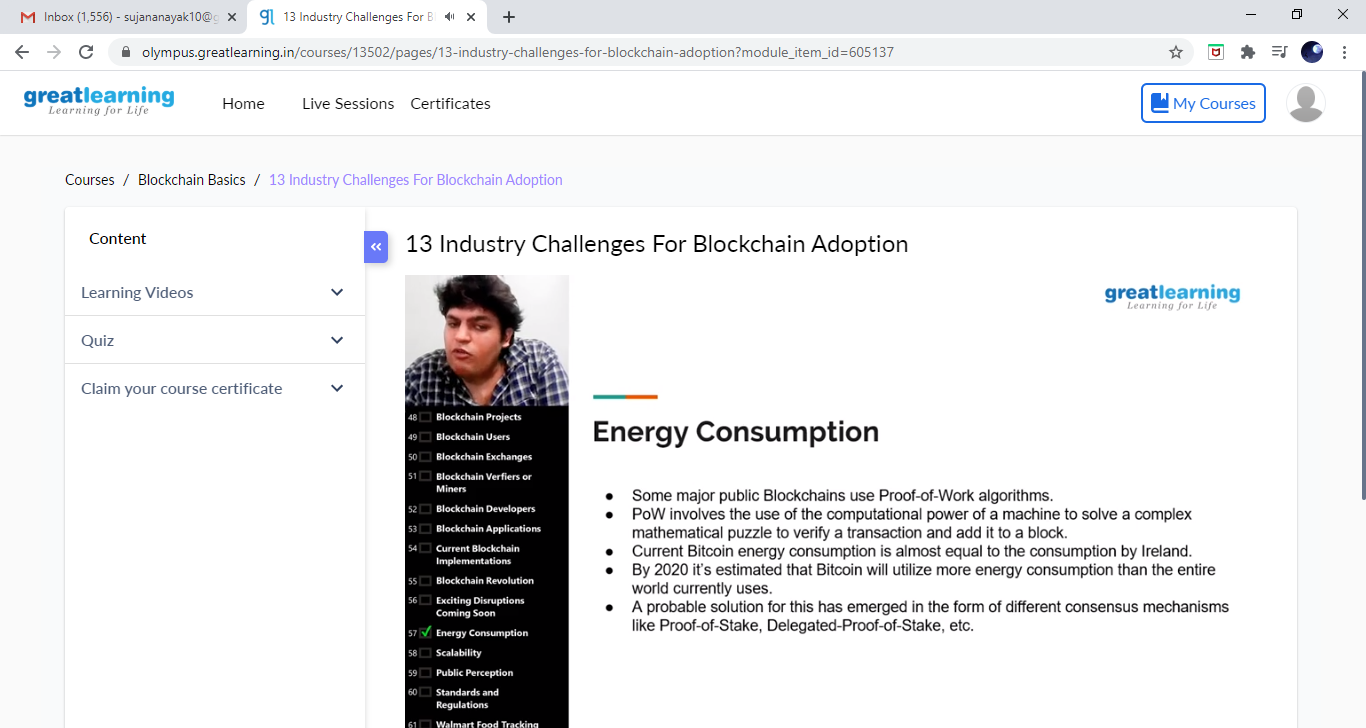 Inbox (1,556) - sujananayak10@g
13 Industry Challenges For B
olympus.greatlearning.in/courses/13502/pages/13-industry-challenges-for-blockchain-adoption?module_item_id=605137
greatlearning
Learning for Life
Home
Live Sessions
Certificates
My Courses
Courses / Blockchain Basics / 13 Industry Challenges For Blockchain Adoption
Content
Learning Videos
Quiz
Claim your course certificate
«
13 Industry Challenges For Blockchain Adoption
48 Blockchain Projects
49 Blockchain Users
50 Blockchain Exchanges
51 Blockchain Verfiers or
Miners
52 Blockchain Developers
53 Blockchain Applications
54 Current Blockchain
Implementations
55 Blockchain Revolution
56 Exciting Disruptions
Coming Soon
57 Energy Consumption
58 Scalability
59 Public Perception
60 Standards and
Regulations
61 Walmart Food Tracking
greatlearning
Learning for Life
Energy Consumption
● Some major public Blockchains use Proof-of-Work algorithms.
● PoW involves the use of the computational power of a machine to solve a complex
mathematical puzzle to verify a transaction and add it to a block.
● Current Bitcoin energy consumption is almost equal to the consumption by Ireland.
● By 2020 it's estimated that Bitcoin will utilize more energy consumption than the entire
world currently uses.
● A probable solution for this has emerged in the form of different consensus mechanisms
like Proof-of-Stake, Delegated-Proof-of-Stake, etc.